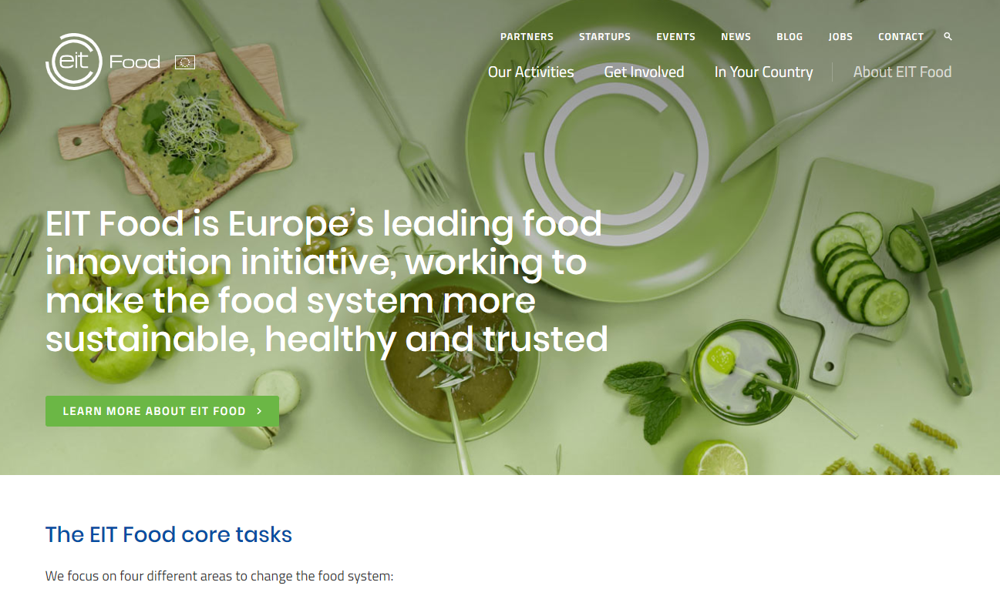 PARTNERS STARTUPS EVENTS NEWS BLOG JOBS CONTACT
eit Food
Our Activities Get Involved In Your Country About EIT Food
EIT Food is Europe’s leading food
innovation initiative, working to
make the food system more
sustainable, healthy and trusted
LEARN MORE ABOUT EIT FOOD
The EIT Food core tasks
We focus on four different areas to change the food system: